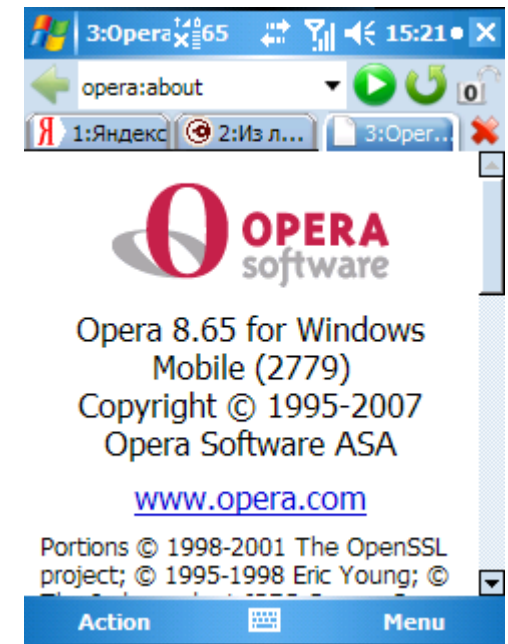 3:Opera 65 15:21
opera:about
0
Я 1:Яндекс 2:Из л... 3:Oper..
OPERA
software
Opera 8.65 for Windows
Mobile (2779)
Copyright © 1995-2007
Opera Software ASA
www.opera.com
Portions © 1998-2001 The OpenSSL
project; © 1995-1998 Eric Young; ©
Action Menu